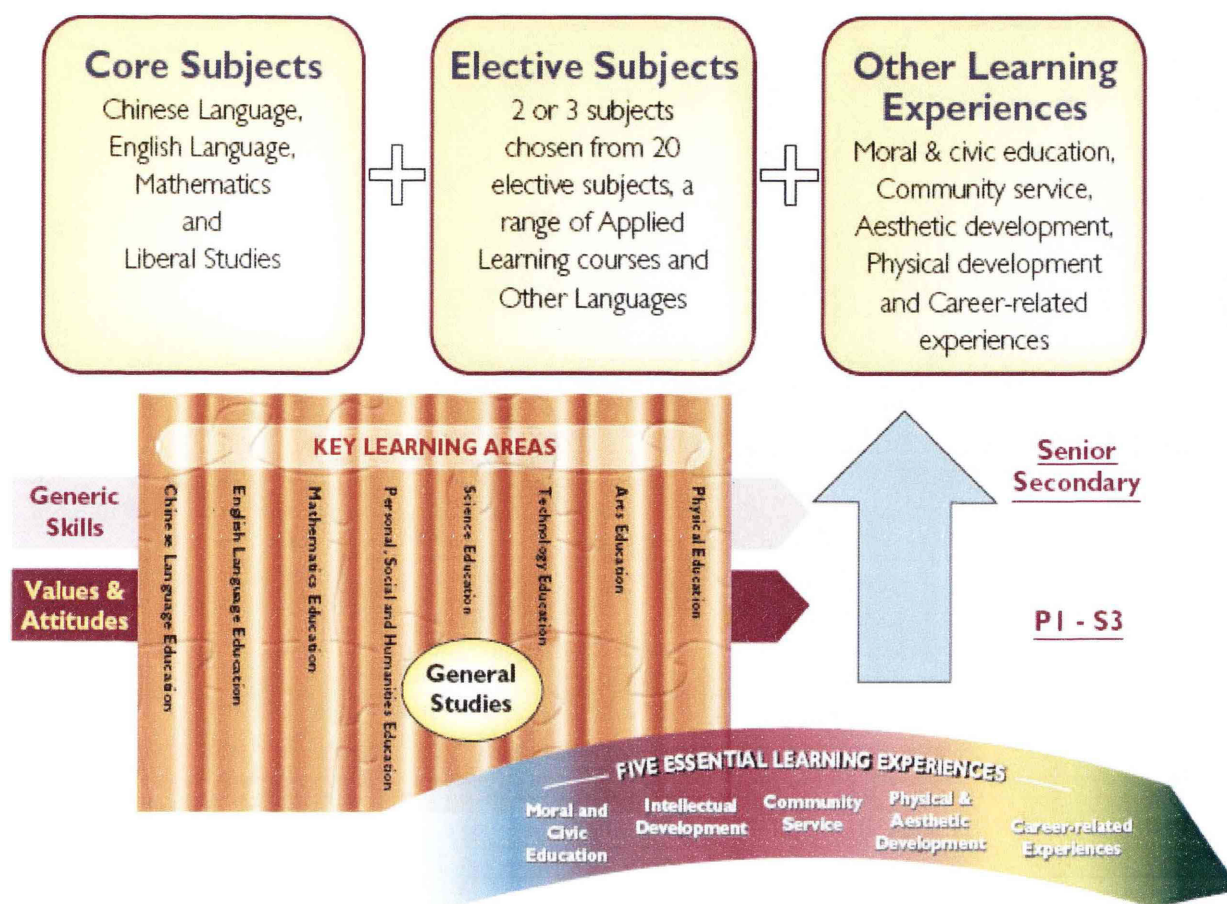 Core Subjects
Chinese Language,
English Language,
Mathematics
and
Liberal Studies
Elective Subjects
2 or 3 subjects
chosen from 20
elective subjects, a
range of Applied
Learning courses and
Other Languages
Other Learning
Experiences
Moral & civic education,
Community service,
Aesthetic development,
Physical development
and Career-related
experiences
KEY LEARNING AREAS
Generic
Skills
Values &
Attitudes
Chinese Language Education
English Language Education
Mathematics Education
Personal, Social and Humanities Education
Science Education
Technology Education
Arts Education
Physical Education
General
Studies
Senior
Secondary
P1 - S3
FIVE ESSENTIAL LEARNING EXPERIENCES
Moral and
Civic
Education
Intellectual
Development
Community
Service
Physical &
Aesthetic
Development
Career-related
Experiences